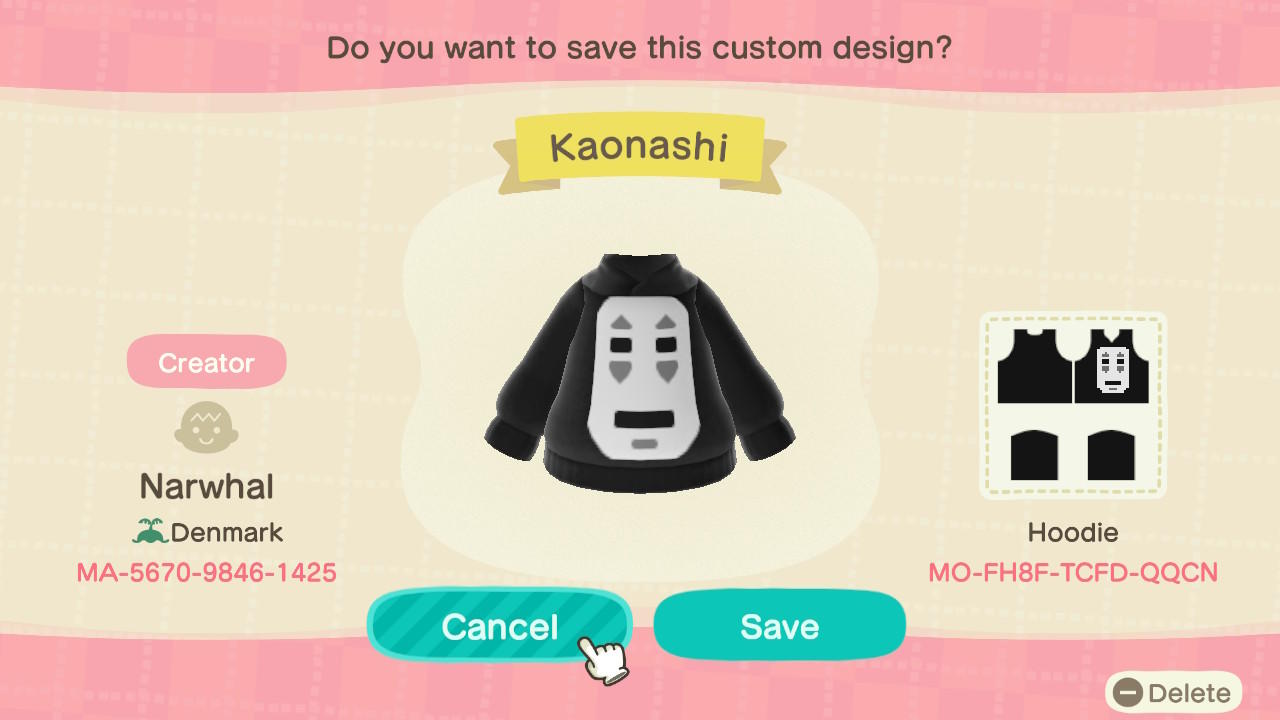 Do you want to save this custom design?
Kaonashi
Creator
Narwhal
Denmark
MA-5670-9846-1425
Hoodie
MO-FH8F-TCFD-QQCN
Cancel
Save
Delete